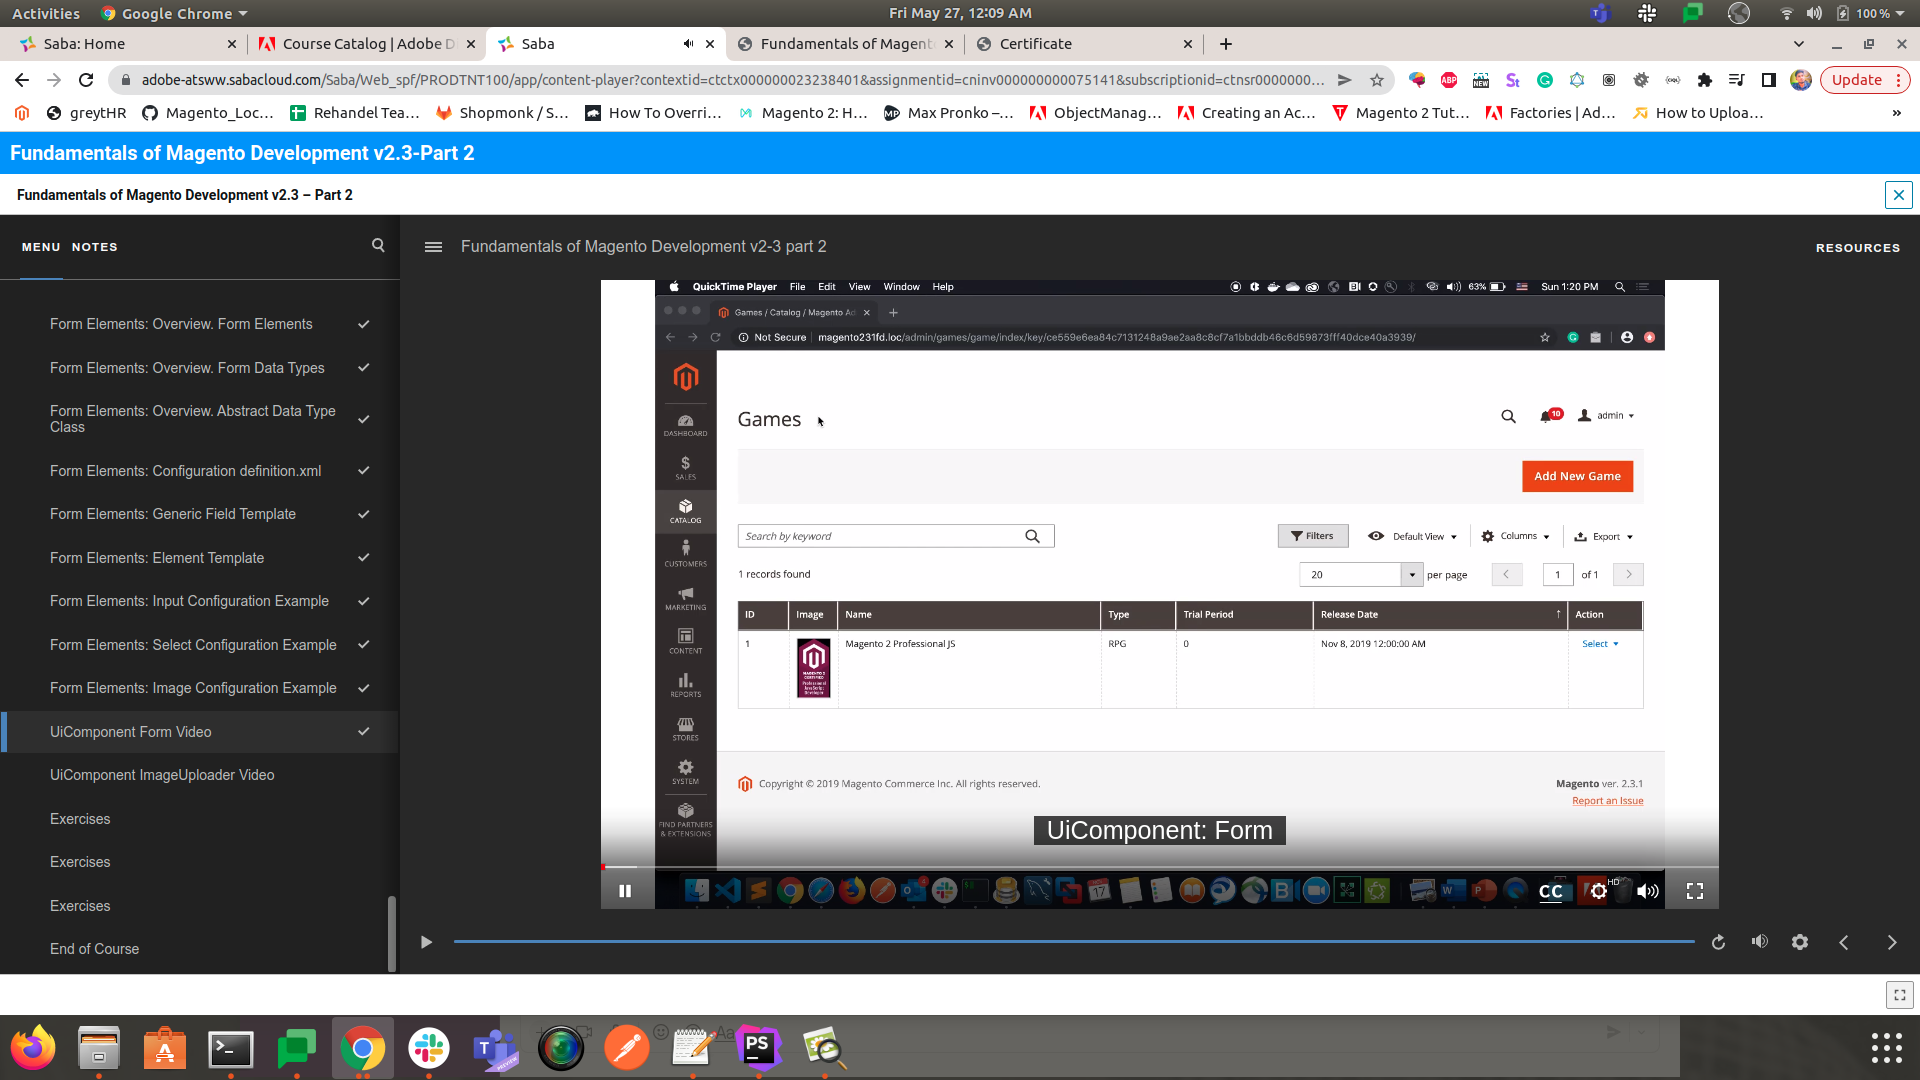 Activities
Google Chrome
Fri May 27, 12:09 AM
100 %
Saba: Home
Course Catalog | Adobe D
Saba
Fundamentals of Magent
Certificate
adobe-atsww.sabacloud.com/Saba/Web_spf/PRODTNT100/app/content-player?contextid=ctctx000000023238401&assignmentid=cninv000000000075141&subscriptionid=ctnsr0000000...
Update
greytHR
Magento_Loc...
Rehandel Tea...
Shopmonk / S...
How To Overri...
Magento 2: H...
Max Pronko –...
ObjectManag...
Creating an Ac...
Magento 2 Tut...
Factories | Ad...
How to Uploa...
Fundamentals of Magento Development v2.3-Part 2
Fundamentals of Magento Development v2.3 – Part 2
MENU NOTES
Fundamentals of Magento Development v2-3 part 2
RESOURCES
Form Elements: Overview. Form Elements
Form Elements: Overview. Form Data Types
Form Elements: Overview. Abstract Data Type
Class
Form Elements: Configuration definition.xml
Form Elements: Generic Field Template
Form Elements: Element Template
Form Elements: Input Configuration Example
Form Elements: Select Configuration Example
Form Elements: Image Configuration Example
UiComponent Form Video
UiComponent ImageUploader Video
Exercises
Exercises
Exercises
End of Course
QuickTime Player File Edit View Window Help
63% Sun 1:20 PM
Games / Catalog / Magento Ad
Not Secure magento231fd.loc/admin/games/game/index/key/ce559e6ea84c7131248a9ae2aa8c8cf7a1bbddb46c6d59873fff40dce40a3939/
DASHBOARD
SALES
CATALOG
CUSTOMERS
MARKETING
CONTENT
REPORTS
STORES
SYSTEM
FIND PARTNERS
& EXTENSIONS
Games
10
admin
Add New Game
Search by keyword
Filters
Default View
Columns
Export
1 records found
20 per page
1 of 1
ID Image Name Type Trial Period Release Date Action
1 Magento 2 Professional JS RPG 0 Nov 8, 2019 12:00:00 AM Select
Copyright © 2019 Magento Commerce Inc. All rights reserved.
Magento ver. 2.3.1
Report an Issue
UiComponent: Form
CC
HD